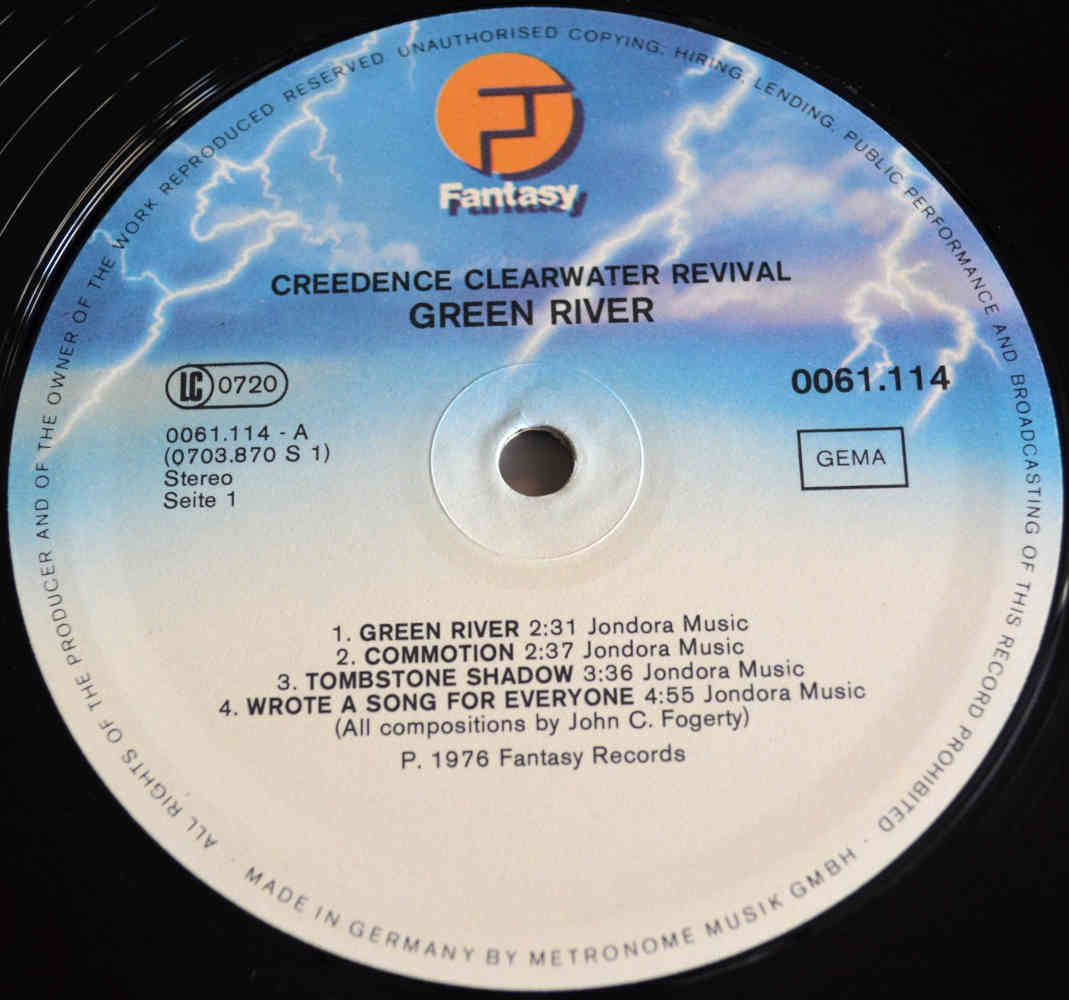 Fantasy
CREEDENCE CLEARWATER REVIVAL
GREEN RIVER
LC 0720
0061.114
0061.114 - A
(0703.870 S 1)
Stereo
Seite 1
GEMA
1. GREEN RIVER 2:31 Jondora Music
2. COMMOTION 2:37 Jondora Music
3. TOMBSTONE SHADOW 3:36 Jondora Music
4. WROTE A SONG FOR EVERYONE 4:55 Jondora Music
(All compositions by John C. Fogerty)
P. 1976 Fantasy Records
ALL RIGHTS OF THE PRODUCER AND OF THE OWNER OF THE WORK REPRODUCED RESERVED UNAUTHORISED COPYING, HIRING, LENDING, PUBLIC PERFORMANCE AND BROADCASTING OF THIS RECORD PROHIBITED ·
MADE IN GERMANY BY METRONOME MUSIK GMBH ·